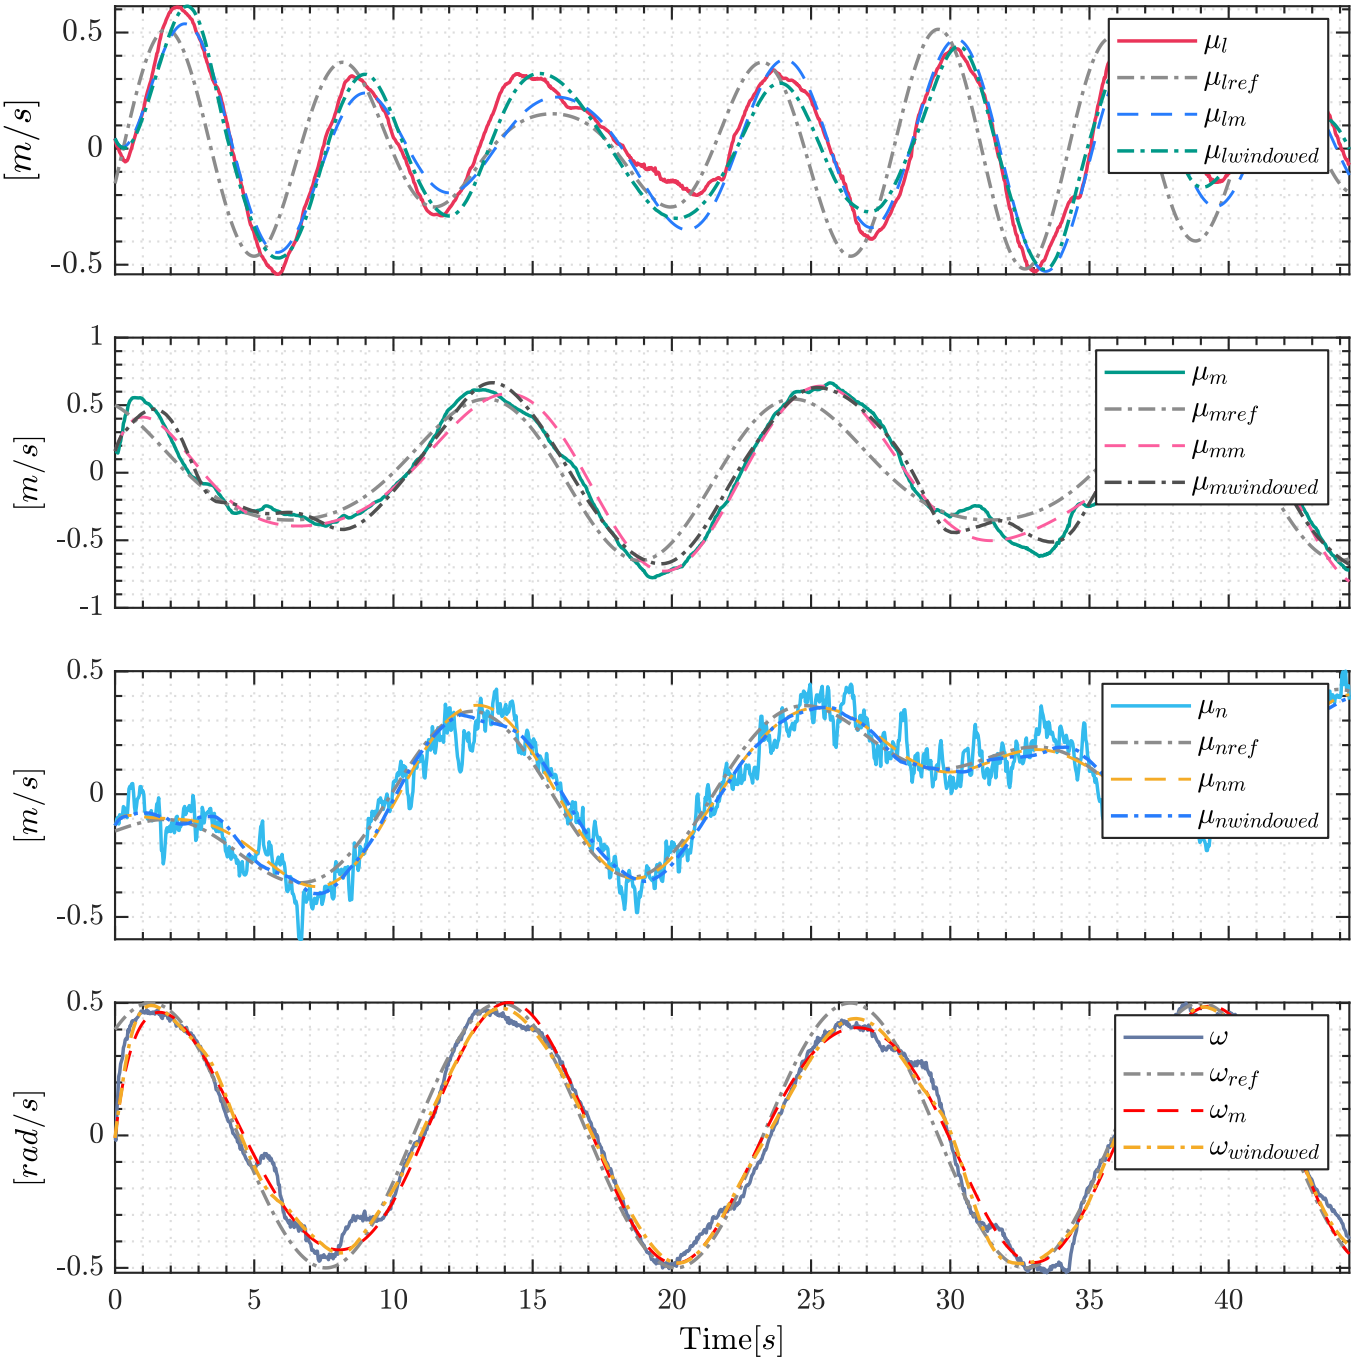 0.5
0
-0.5
[m/s]
μ_l
μ_lref
μ_lm
μ_lwindowed
1
0.5
0
-0.5
-1
[m/s]
μ_m
μ_mref
μ_mm
μ_mwindowed
0.5
0
-0.5
[m/s]
μ_n
μ_nref
μ_nm
μ_nwindowed
0.5
0
-0.5
[rad/s]
ω
ω_ref
ω_m
ω_windowed
0 5 10 15 20 25 30 35 40
Time[s]